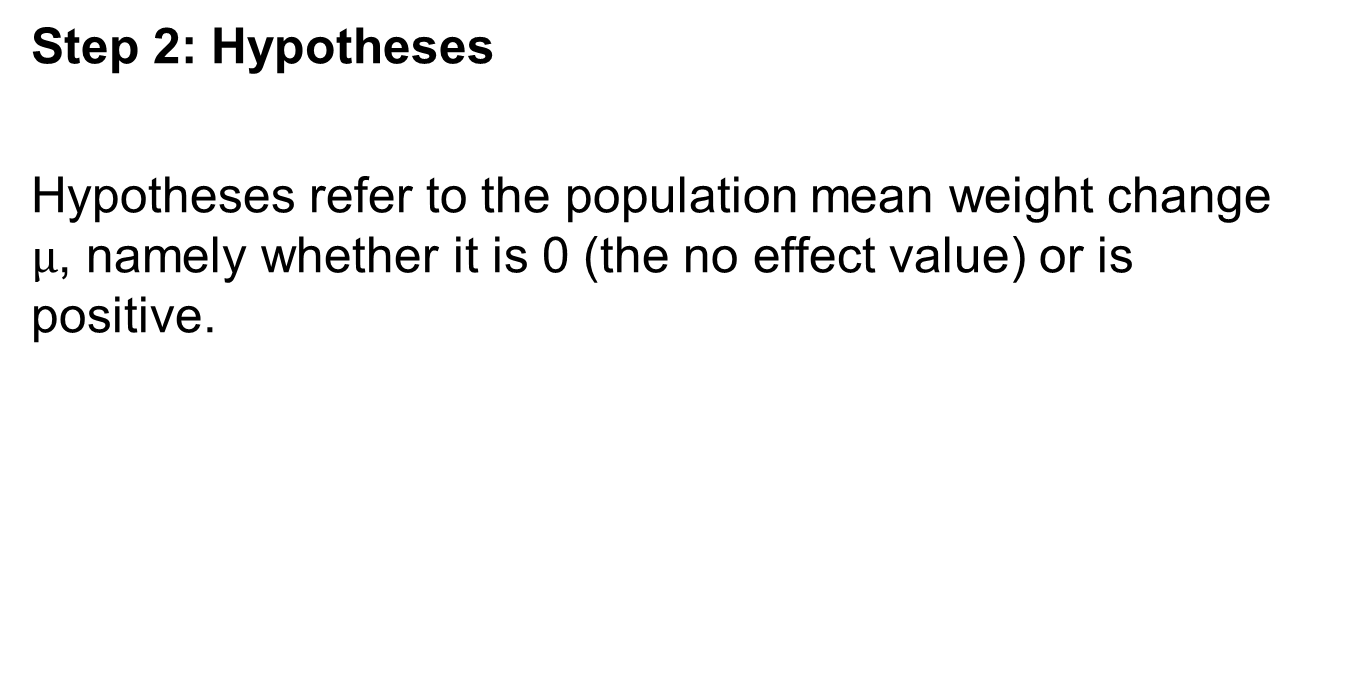 Step 2: Hypotheses
Hypotheses refer to the population mean weight change
μ, namely whether it is 0 (the no effect value) or is
positive.